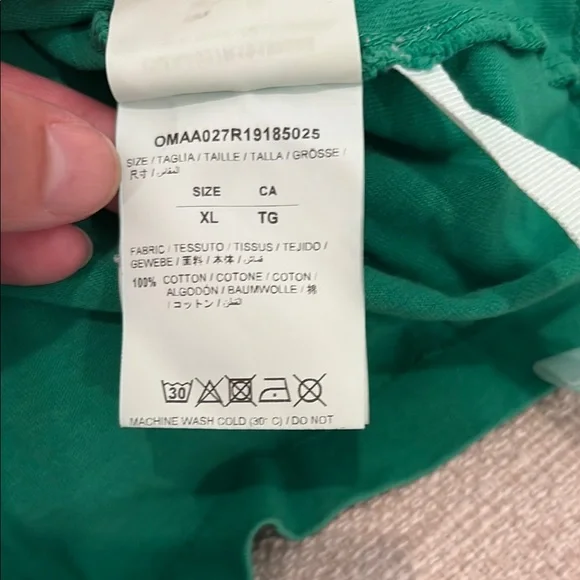 OMAA027R19185025
SIZE / TAGLIA / TAILLE / TALLA / GRÖSSE /
尺寸 / المقاس
SIZE CA
XL TG
FABRIC / TESSUTO / TISSUS / TEJIDO /
GEWEBE / 面料 / 本体 / قماش /
100% COTTON / COTONE / COTON /
ALGODÓN / BAUMWOLLE / 棉
/ コットン / القطن
30
MACHINE WASH COLD (30° C) / DO NOT